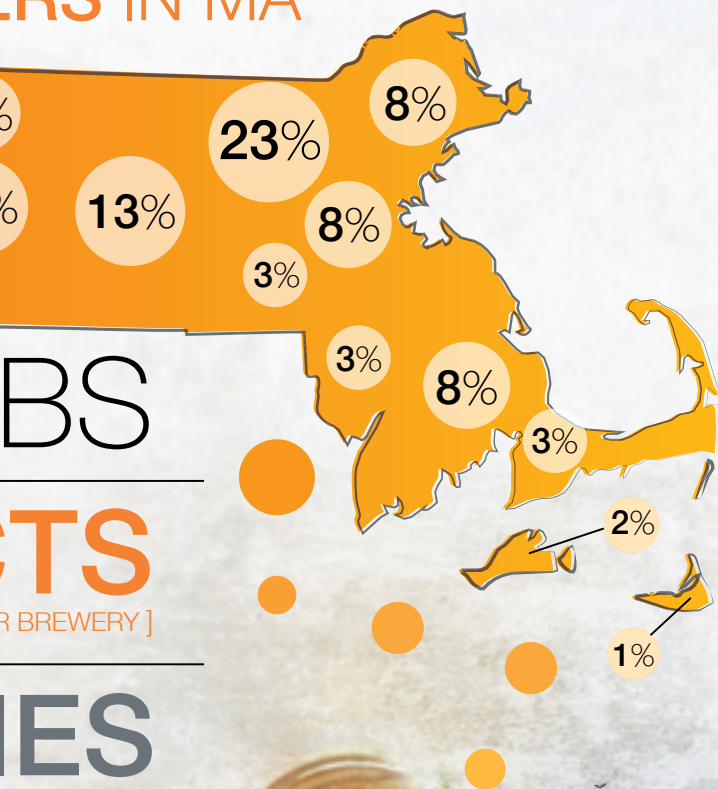 ERS IN MA
8%
23%
%
13%
%
8%
3%
3%
8%
3%
BS
CTS
2%
R BREWERY ]
1%
IES